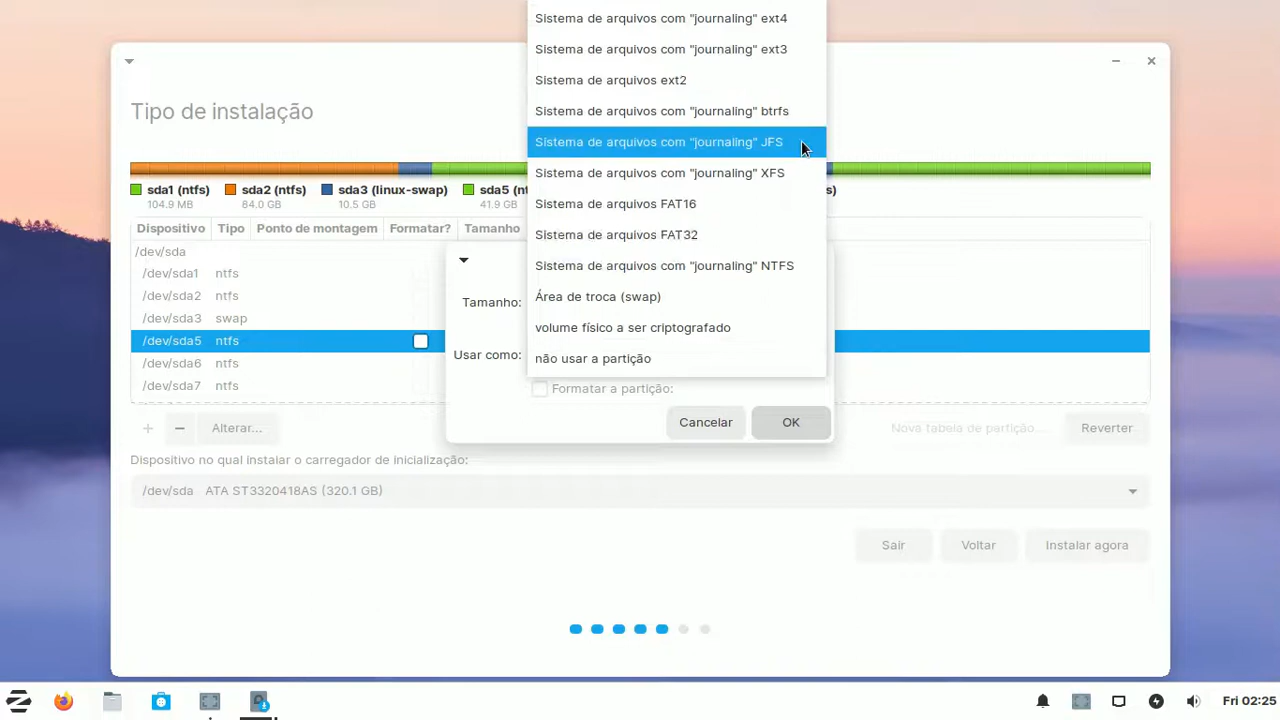 Sistema de arquivos com "journaling" ext4
Sistema de arquivos com "journaling" ext3
Sistema de arquivos ext2
Sistema de arquivos com "journaling" btrfs
Sistema de arquivos com "journaling" JFS
Sistema de arquivos com "journaling" XFS
Sistema de arquivos FAT16
Sistema de arquivos FAT32
Sistema de arquivos com "journaling" NTFS
Área de troca (swap)
volume físico a ser criptografado
não usar a partição
Tipo de instalação
sda1 (ntfs) sda2 (ntfs) sda3 (linux-swap) sda5 (nt s)
104.9 MB 84.0 GB 10.5 GB 41.9 GB
Dispositivo Tipo Ponto de montagem Formatar? Tamanho
/dev/sda
/dev/sda1 ntfs
/dev/sda2 ntfs
/dev/sda3 swap
/dev/sda5 ntfs
/dev/sda6 ntfs
/dev/sda7 ntfs
Tamanho:
Usar como:
Formatar a partição:
Cancelar OK
+ − Alterar... Nova tabela de partição.... Reverter
Dispositivo no qual instalar o carregador de inicialização:
/dev/sda ATA ST3320418AS (320.1 GB)
Sair Voltar Instalar agora
Fri 02:25